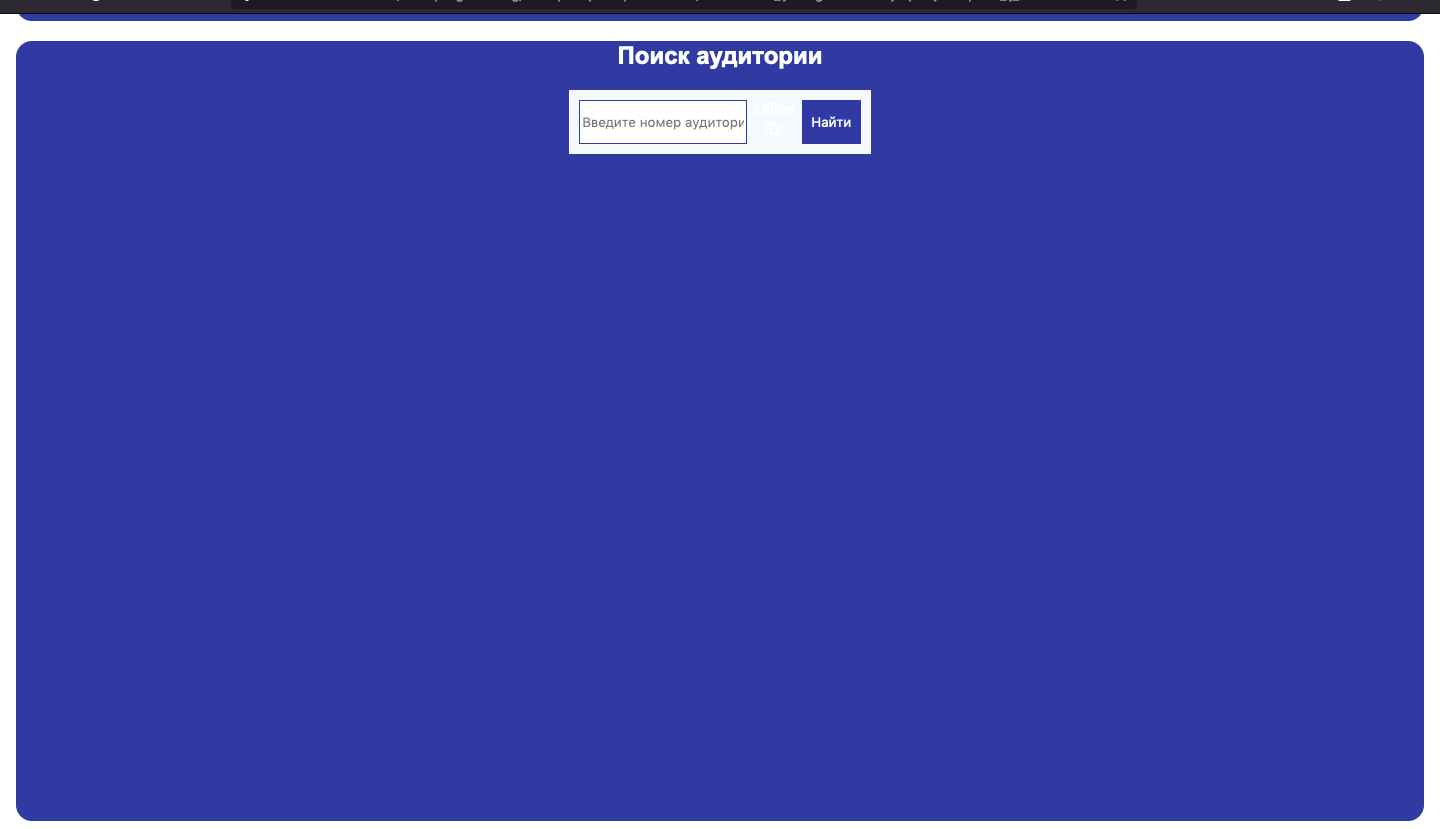 Поиск аудитории
Введите номер аудитори
Office
ID:
Найти